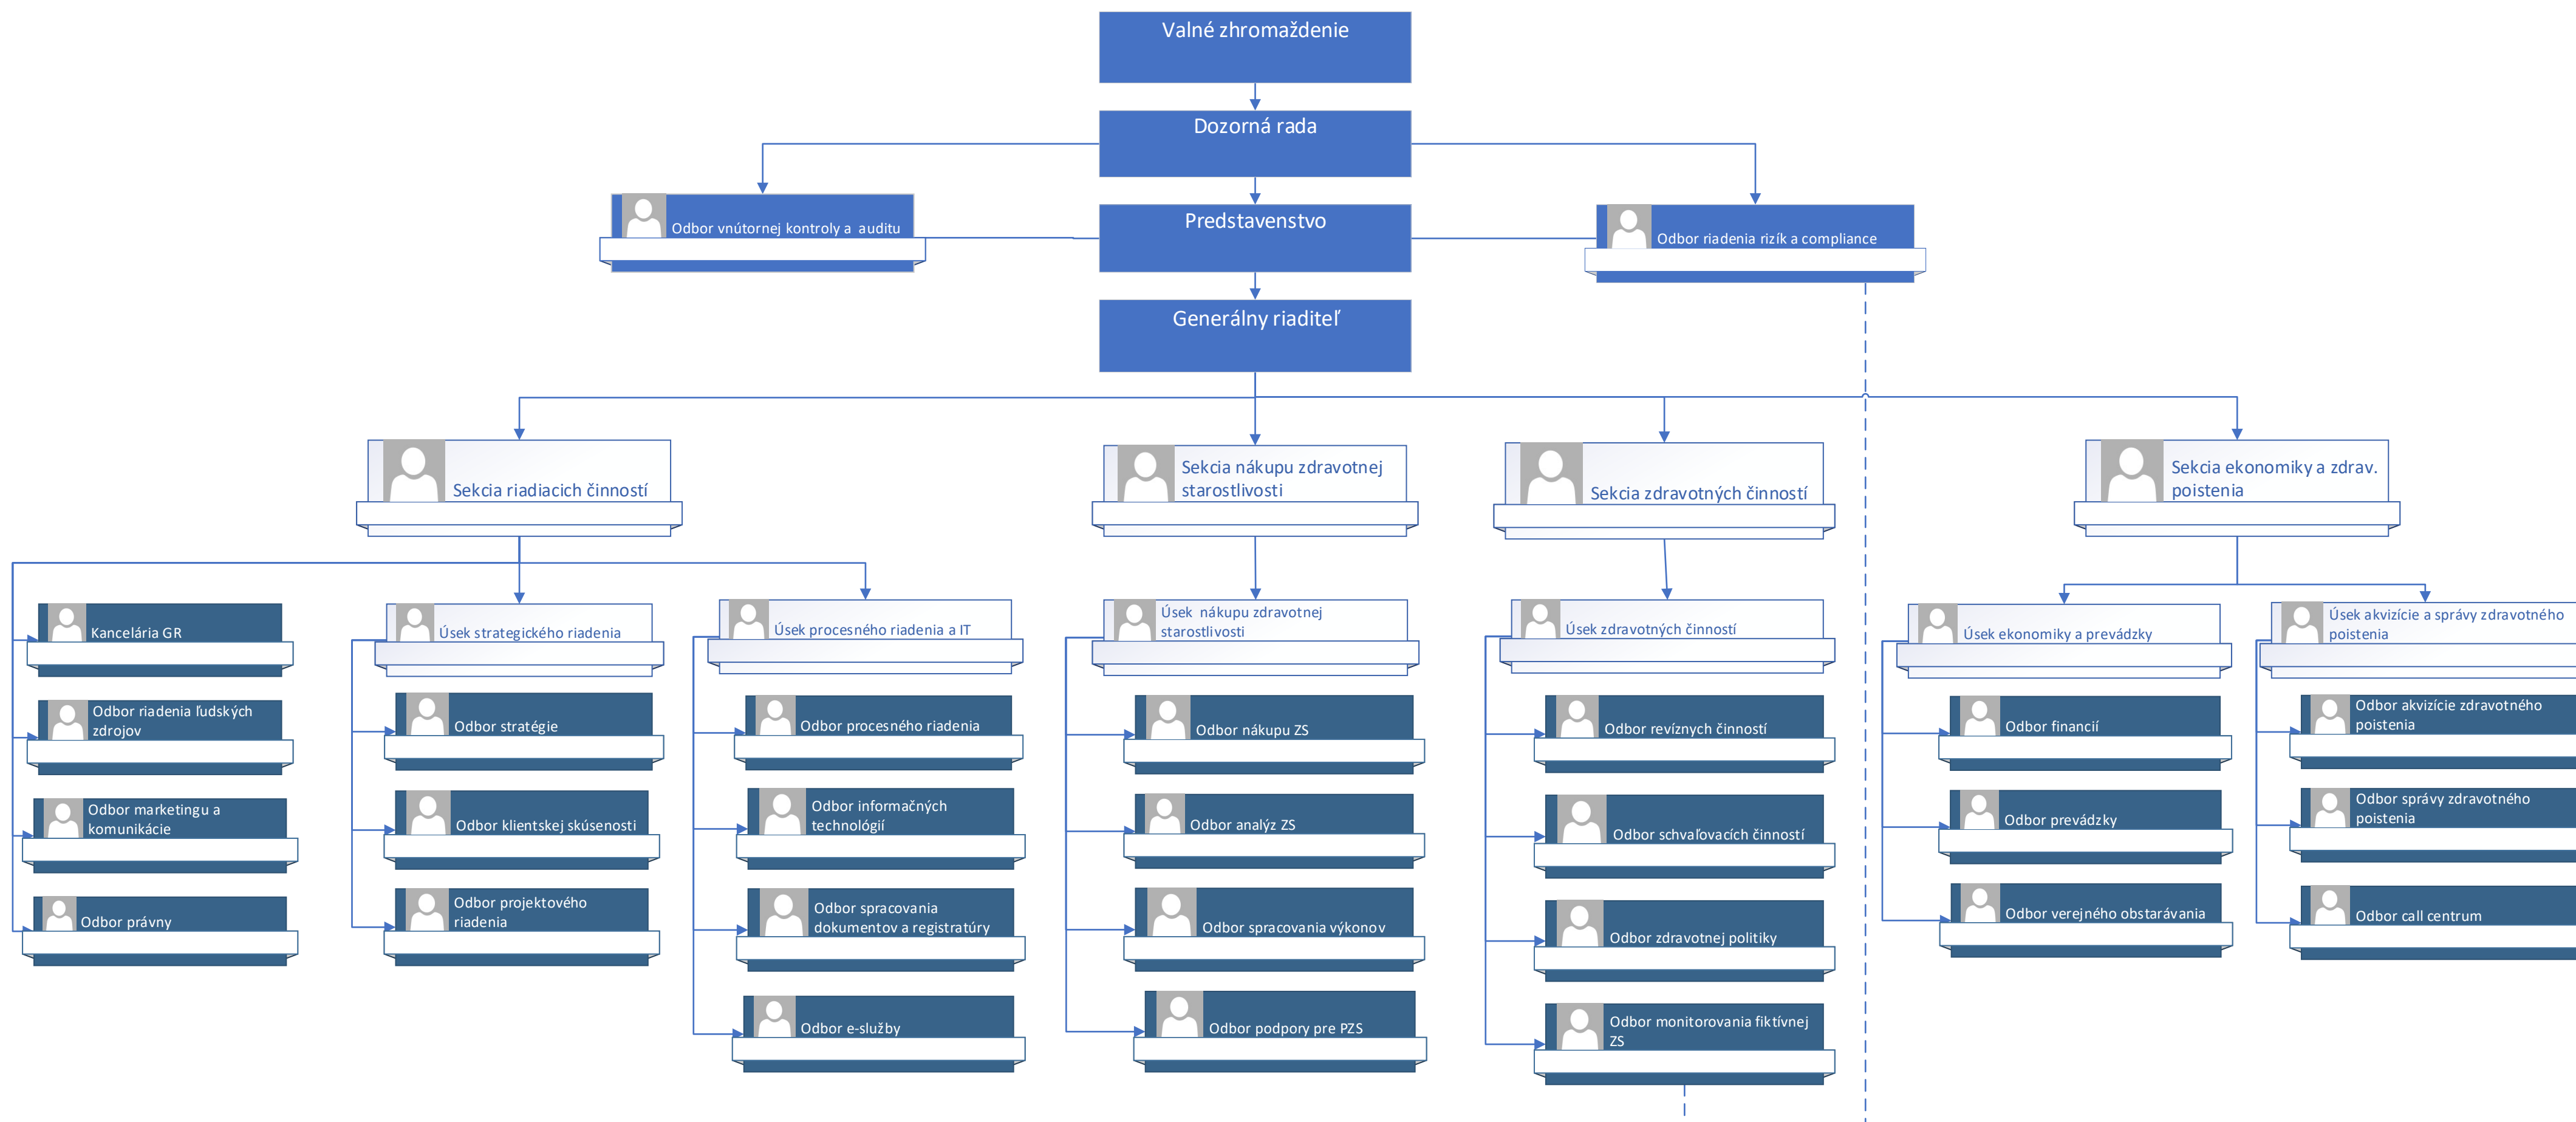 Valné zhromaždenie
Dozorná rada
Odbor vnútornej kontroly a auditu
Predstavenstvo
Odbor riadenia rizík a compliance
Generálny riaditeľ
Sekcia riadiacich činností
Sekcia nákupu zdravotnej
starostlivosti
Sekcia zdravotných činností
Sekcia ekonomiky a zdrav.
poistenia
Kancelária GR
Odbor riadenia ľudských
zdrojov
Odbor marketingu a
komunikácie
Odbor právny
Úsek strategického riadenia
Odbor stratégie
Odbor klientskej skúsenosti
Odbor projektového
riadenia
Úsek procesného riadenia a IT
Odbor procesného riadenia
Odbor informačných
technológií
Odbor spracovania
dokumentov a registratúry
Odbor e-služby
Úsek nákupu zdravotnej
starostlivosti
Odbor nákupu ZS
Odbor analýz ZS
Odbor spracovania výkonov
Odbor podpory pre PZS
Úsek zdravotných činností
Odbor revíznych činností
Odbor schvaľovacích činností
Odbor zdravotnej politiky
Odbor monitorovania fiktívnej
ZS
Úsek ekonomiky a prevádzky
Odbor financií
Odbor prevádzky
Odbor verejného obstarávania
Úsek akvizície a správy zdravotného
poistenia
Odbor akvizície zdravotného
poistenia
Odbor správy zdravotného
poistenia
Odbor call centrum